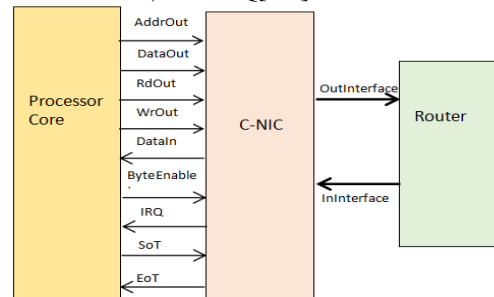 AddrOut
DataOut
RdOut
WrOut
DataIn
ByteEnable
IRQ
SoT
EoT
Processor
Core
C-NIC
OutInterface
InInterface
Router